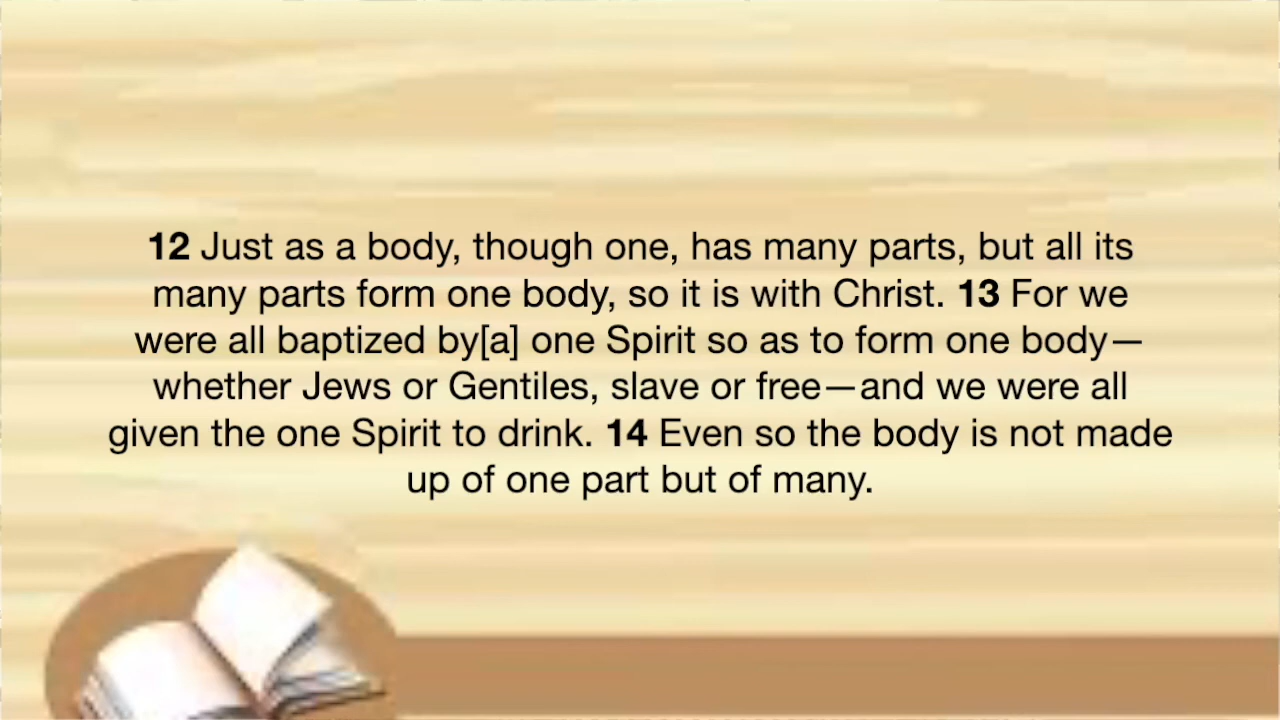 12 Just as a body, though one, has many parts, but all its
many parts form one body, so it is with Christ. 13 For we
were all baptized by[a] one Spirit so as to form one body—
whether Jews or Gentiles, slave or free—and we were all
given the one Spirit to drink. 14 Even so the body is not made
up of one part but of many.